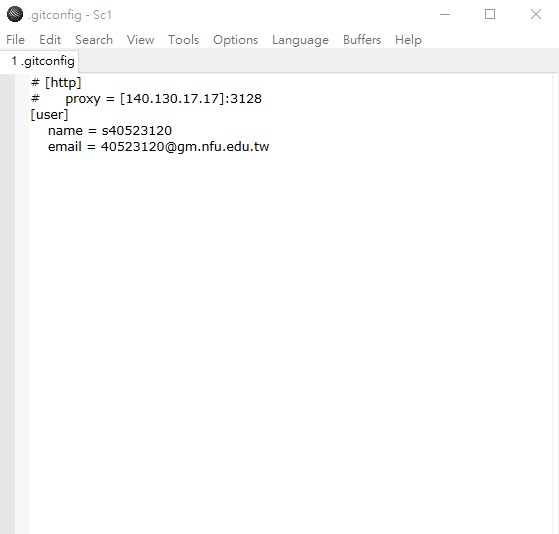 .gitconfig - Sc1
File Edit Search View Tools Options Language Buffers Help
1 .gitconfig
# [http]
#      proxy = [140.130.17.17]:3128
[user]
    name = s40523120
    email = 40523120@gm.nfu.edu.tw